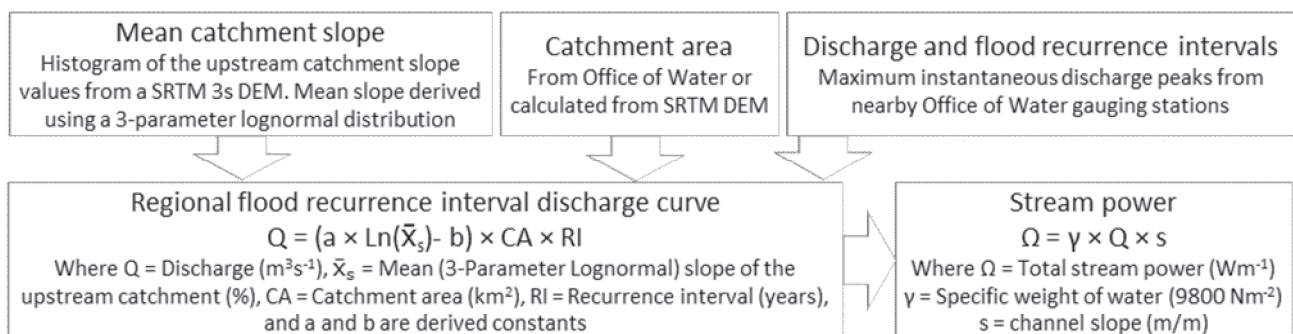 Mean catchment slope
Histogram of the upstream catchment slope
values from a SRTM 3s DEM. Mean slope derived
using a 3-parameter lognormal distribution
Catchment area
From Office of Water or
calculated from SRTM DEM
Discharge and flood recurrence intervals
Maximum instantaneous discharge peaks from
nearby Office of Water gauging stations
Regional flood recurrence interval discharge curve
Q = (a × Ln(x̄ₛ)- b) × CA × RI
Where Q = Discharge (m³s⁻¹), x̄ₛ = Mean (3-Parameter Lognormal) slope of the
upstream catchment (%), CA = Catchment area (km²), RI = Recurrence interval (years),
and a and b are derived constants
Stream power
Ω = γ × Q × s
Where Ω = Total stream power (Wm⁻¹)
γ = Specific weight of water (9800 Nm⁻²)
s = channel slope (m/m)